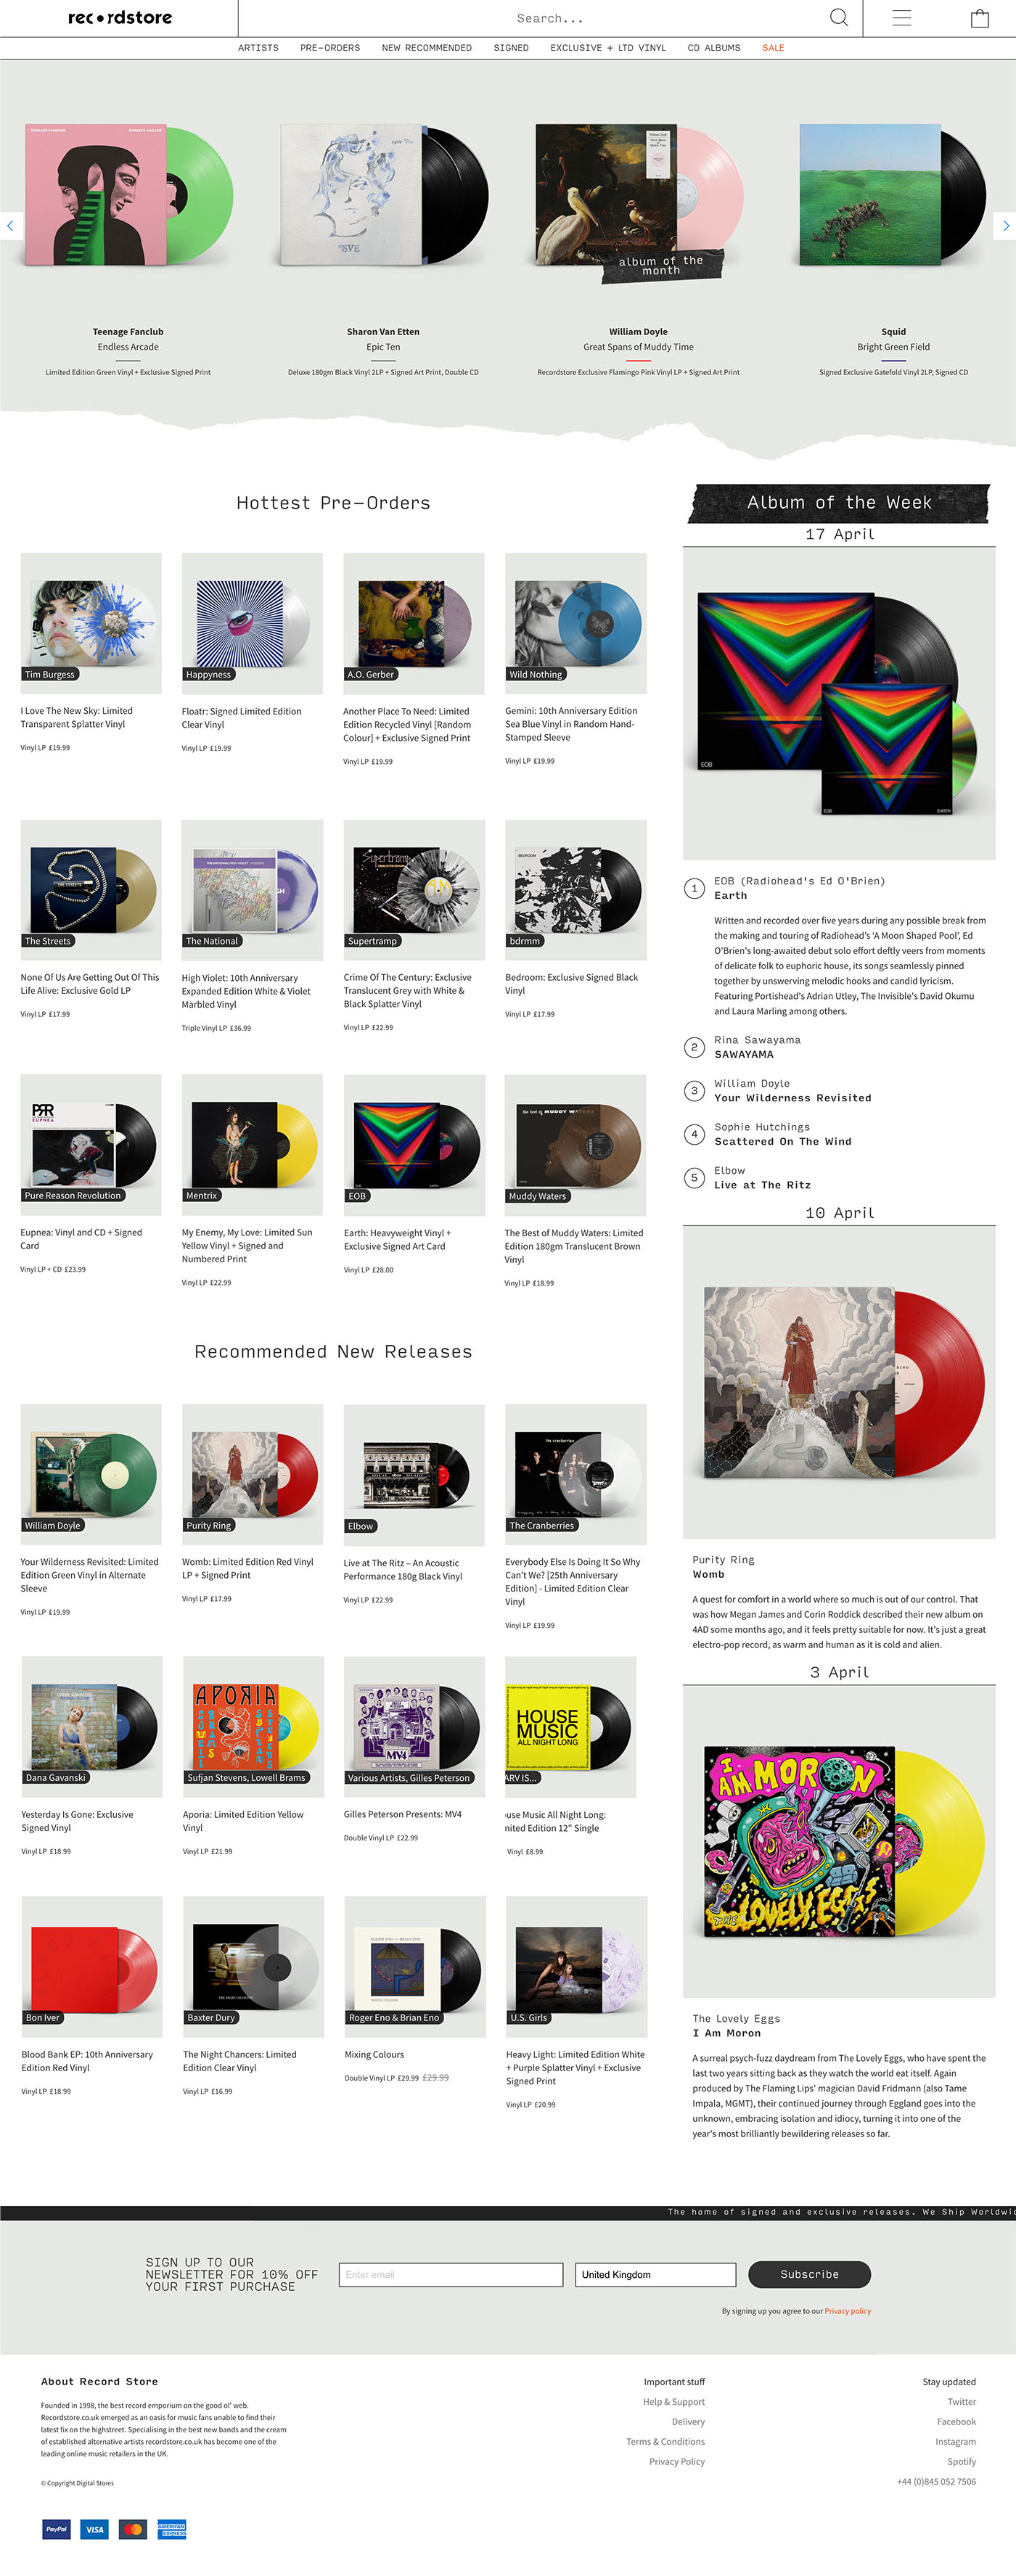 rec•rdstore
Search...
ARTISTS PRE-ORDERS NEW RECOMMENDED SIGNED EXCLUSIVE + LTD VINYL CD ALBUMS SALE
TEENAGE FANCLUB ENDLESS ARCADE
epic Ten
album of the
month
Teenage Fanclub
Endless Arcade
Limited Edition Green Vinyl + Exclusive Signed Print
Sharon Van Etten
Epic Ten
Deluxe 180gm Black Vinyl 2LP + Signed Art Print, Double CD
William Doyle
Great Spans of Muddy Time
Recordstore Exclusive Flamingo Pink Vinyl LP + Signed Art Print
Squid
Bright Green Field
Signed Exclusive Gatefold Vinyl 2LP, Signed CD
Hottest Pre-Orders
Tim Burgess
I Love The New Sky: Limited
Transparent Splatter Vinyl
Vinyl LP £19.99
Happyness
Floatr: Signed Limited Edition
Clear Vinyl
Vinyl LP £19.99
A.O. Gerber
Another Place To Need: Limited
Edition Recycled Vinyl [Random
Colour] + Exclusive Signed Print
Vinyl LP £19.99
Wild Nothing
Gemini: 10th Anniversary Edition
Sea Blue Vinyl in Random Hand-
Stamped Sleeve
Vinyl LP £19.99
The Streets
None Of Us Are Getting Out Of This
Life Alive: Exclusive Gold LP
Vinyl LP £17.99
The National
High Violet: 10th Anniversary
Expanded Edition White & Violet
Marbled Vinyl
Triple Vinyl LP £36.99
Supertramp
Supertramp
Crime Of The Century: Exclusive
Translucent Grey with White &
Black Splatter Vinyl
Vinyl LP £22.99
BEDROOM
bdrmm
Bedroom: Exclusive Signed Black
Vinyl
Vinyl LP £17.99
PRR
EUPNEA
Pure Reason Revolution
Eupnea: Vinyl and CD + Signed
Card
Vinyl LP + CD £23.99
Mentrix
My Enemy, My Love: Limited Sun
Yellow Vinyl + Signed and
Numbered Print
Vinyl LP £22.99
EOB
Earth: Heavyweight Vinyl +
Exclusive Signed Art Card
Vinyl LP £28.00
the best of MUDDY
Muddy Waters
The Best of Muddy Waters: Limited
Edition 180gm Translucent Brown
Vinyl
Vinyl LP £18.99
Recommended New Releases
William Doyle
Your Wilderness Revisited: Limited
Edition Green Vinyl in Alternate
Sleeve
Vinyl LP £19.99
Purity Ring
Womb: Limited Edition Red Vinyl
LP + Signed Print
Vinyl LP £17.99
Elbow
Live at The Ritz – An Acoustic
Performance 180g Black Vinyl
Vinyl LP £22.99
the cranberries
The Cranberries
Everybody Else Is Doing It So Why
Can't We? [25th Anniversary
Edition] - Limited Edition Clear
Vinyl
Vinyl LP £19.99
Dana Gavanski
Yesterday Is Gone: Exclusive
Signed Vinyl
Vinyl LP £18.99
APORIA
Sufjan Stevens, Lowell Brams
Aporia: Limited Edition Yellow
Vinyl
Vinyl LP £21.99
MV4
Various Artists, Gilles Peterson
Gilles Peterson Presents: MV4
Double Vinyl LP £22.99
HOUSE
MUSIC
ALL NIGHT LONG
ARV IS...
use Music All Night Long:
nited Edition 12" Single
Vinyl £8.99
Bon Iver
Blood Bank EP: 10th Anniversary
Edition Red Vinyl
Vinyl LP £18.99
Baxter Dury
The Night Chancers: Limited
Edition Clear Vinyl
Vinyl LP £16.99
ROGER ENO AND BRIAN ENO
Roger Eno & Brian Eno
Mixing Colours
Double Vinyl LP £29.99 £29.99
U.S. Girls
Heavy Light: Limited Edition White
+ Purple Splatter Vinyl + Exclusive
Signed Print
Vinyl LP £20.99
Album of the Week
17 April
EOB
EOB EARTH
1 EOB (Radiohead's Ed O'Brien)
Earth
Written and recorded over five years during any possible break from
the making and touring of Radiohead's ‘A Moon Shaped Pool’, Ed
O'Brien's long-awaited debut solo effort deftly veers from moments
of delicate folk to euphoric house, its songs seamlessly pinned
together by unswerving melodic hooks and candid lyricism.
Featuring Portishead's Adrian Utley, The Invisible's David Okumu
and Laura Marling among others.
2 Rina Sawayama
SAWAYAMA
3 William Doyle
Your Wilderness Revisited
4 Sophie Hutchings
Scattered On The Wind
5 Elbow
Live at The Ritz
10 April
Purity Ring
Womb
A quest for comfort in a world where so much is out of our control. That
was how Megan James and Corin Roddick described their new album on
4AD some months ago, and it feels pretty suitable for now. It's just a great
electro-pop record, as warm and human as it is cold and alien.
3 April
I AM MORON
THE LOVELY EGGS
The Lovely Eggs
I Am Moron
A surreal psych-fuzz daydream from The Lovely Eggs, who have spent the
last two years sitting back as they watch the world eat itself. Again
produced by The Flaming Lips' magician David Fridmann (also Tame
Impala, MGMT), their continued journey through Eggland goes into the
unknown, embracing isolation and idiocy, turning it into one of the
year's most brilliantly bewildering releases so far.
The home of signed and exclusive releases. We Ship Worldwid
SIGN UP TO OUR
NEWSLETTER FOR 10% OFF
YOUR FIRST PURCHASE
Enter email
United Kingdom
Subscribe
By signing up you agree to our Privacy policy
About Record Store
Founded in 1998, the best record emporium on the good ol' web.
Recordstore.co.uk emerged as an oasis for music fans unable to find their
latest fix on the highstreet. Specialising in the best new bands and the cream
of established alternative artists recordstore.co.uk has become one of the
leading online music retailers in the UK.
© Copyright Digital Stores
Important stuff
Help & Support
Delivery
Terms & Conditions
Privacy Policy
Stay updated
Twitter
Facebook
Instagram
Spotify
+44 (0)845 052 7506
PayPal VISA AMERICAN EXPRESS